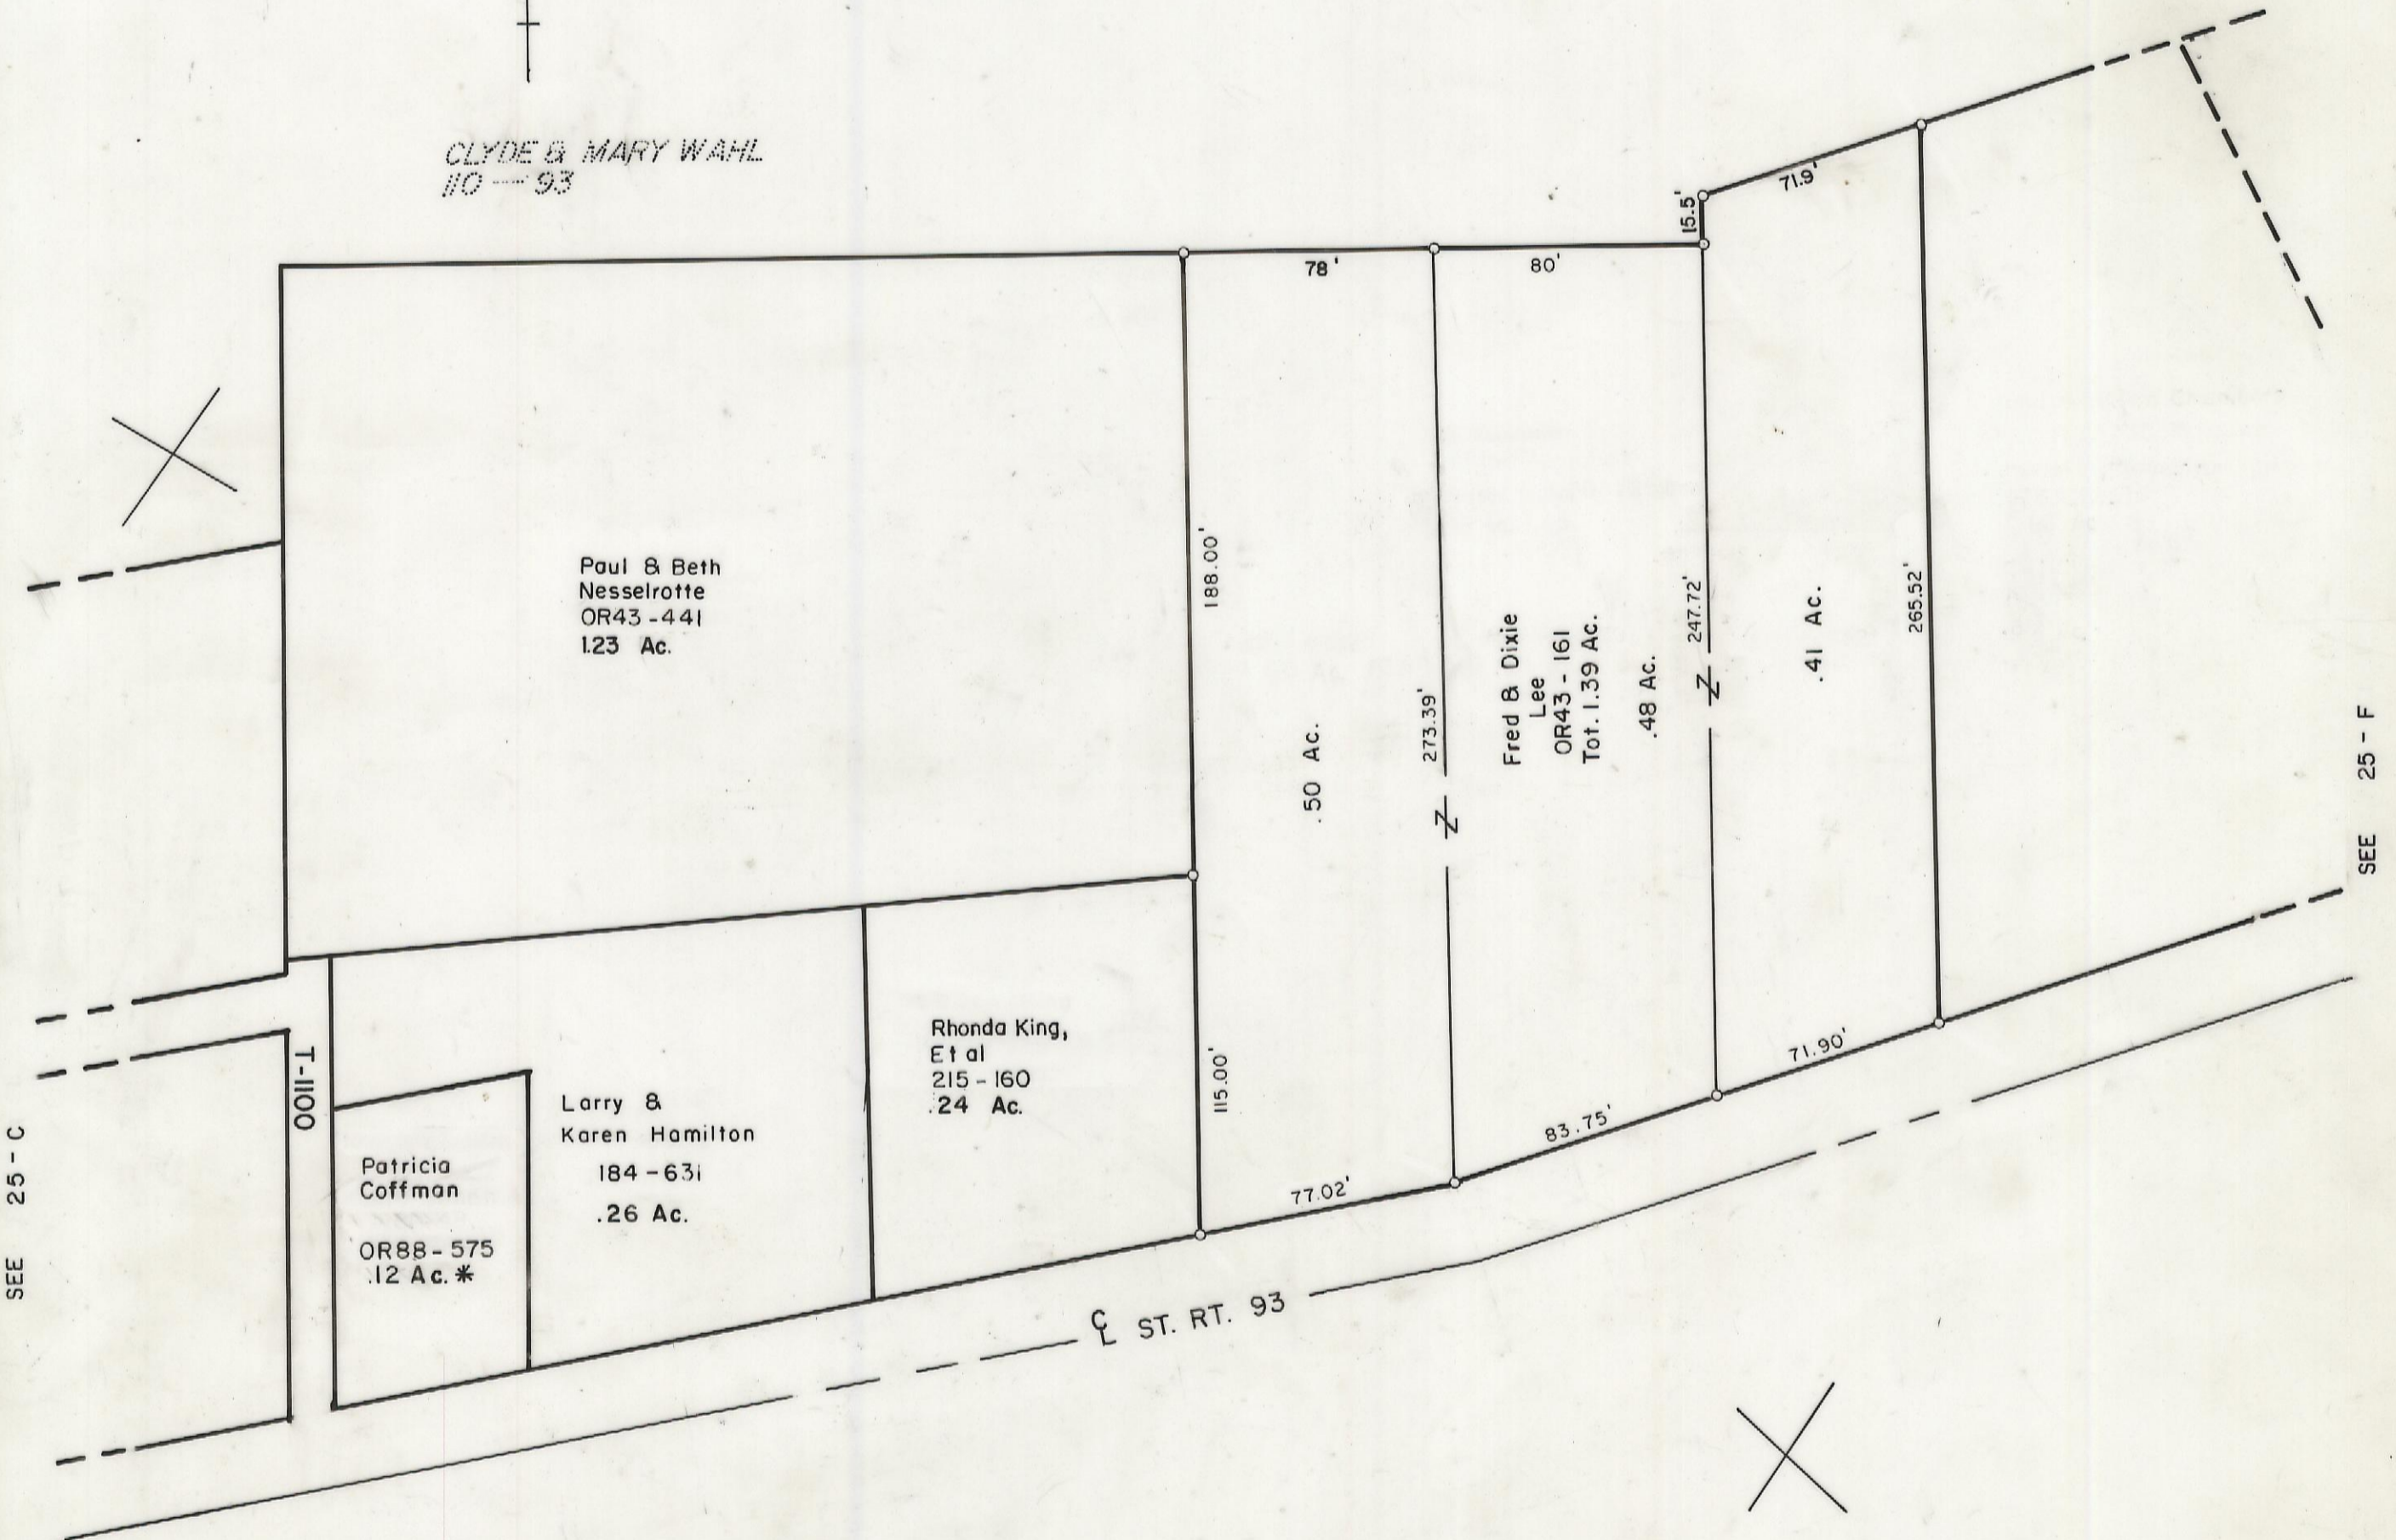 CLYDE & MARY WAHL
110 — 93
71.9'
15.5'
78'
80'
Paul & Beth
Nesselrotte
OR43-441
1.23 Ac.
188.00'
.50 Ac.
273.39'
Fred & Dixie
Lee
OR43 - 161
Tot. 1.39 Ac.
.48 Ac.
247.72'
Z
Z
.41 Ac.
265.52'
SEE 25 - F
T-1100
Rhonda King,
Et al
215 - 160
.24 Ac.
115.00'
Larry &
Karen Hamilton
184 - 631
.26 Ac.
Patricia
Coffman
OR88 - 575
.12 Ac.*
77.02'
83.75'
71.90'
SEE 25 - C
℄ ST. RT. 93